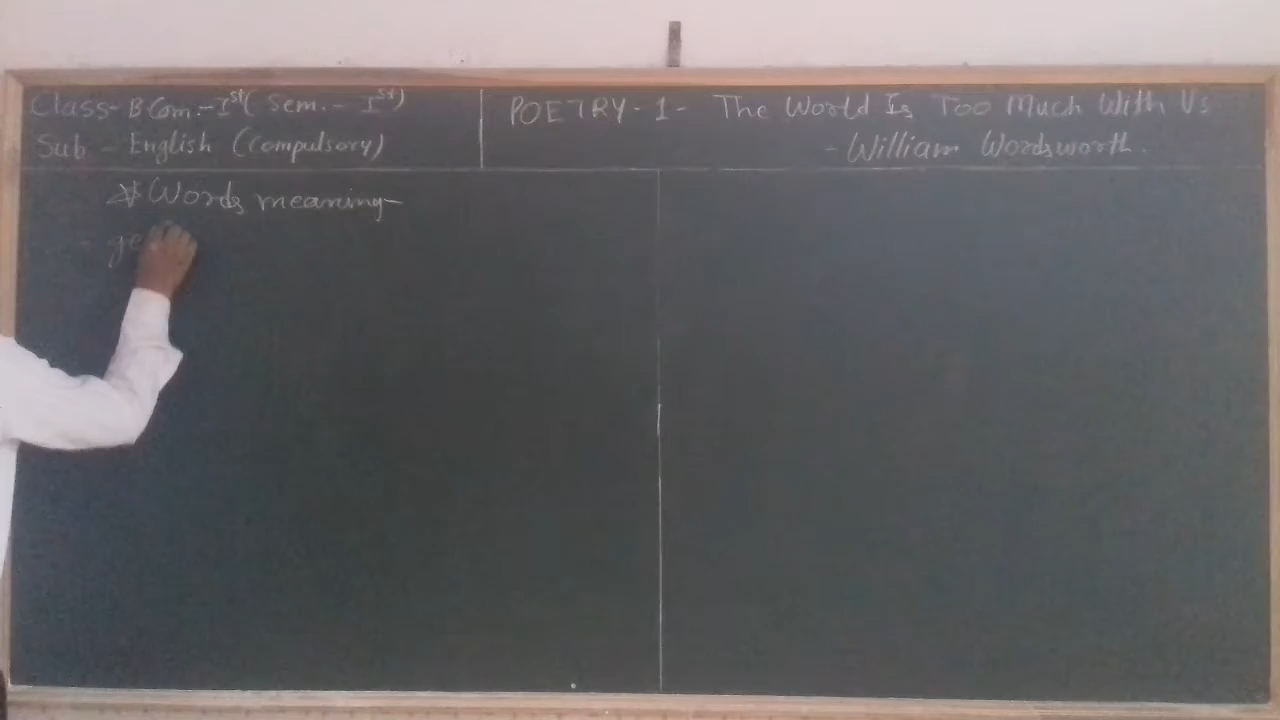 Class- B.Com.-Ist (Sem.- Ist)
Sub - English (Compulsory)
POETRY-1- The World Is Too Much With Us
- William Wordsworth.
* Words meaning-